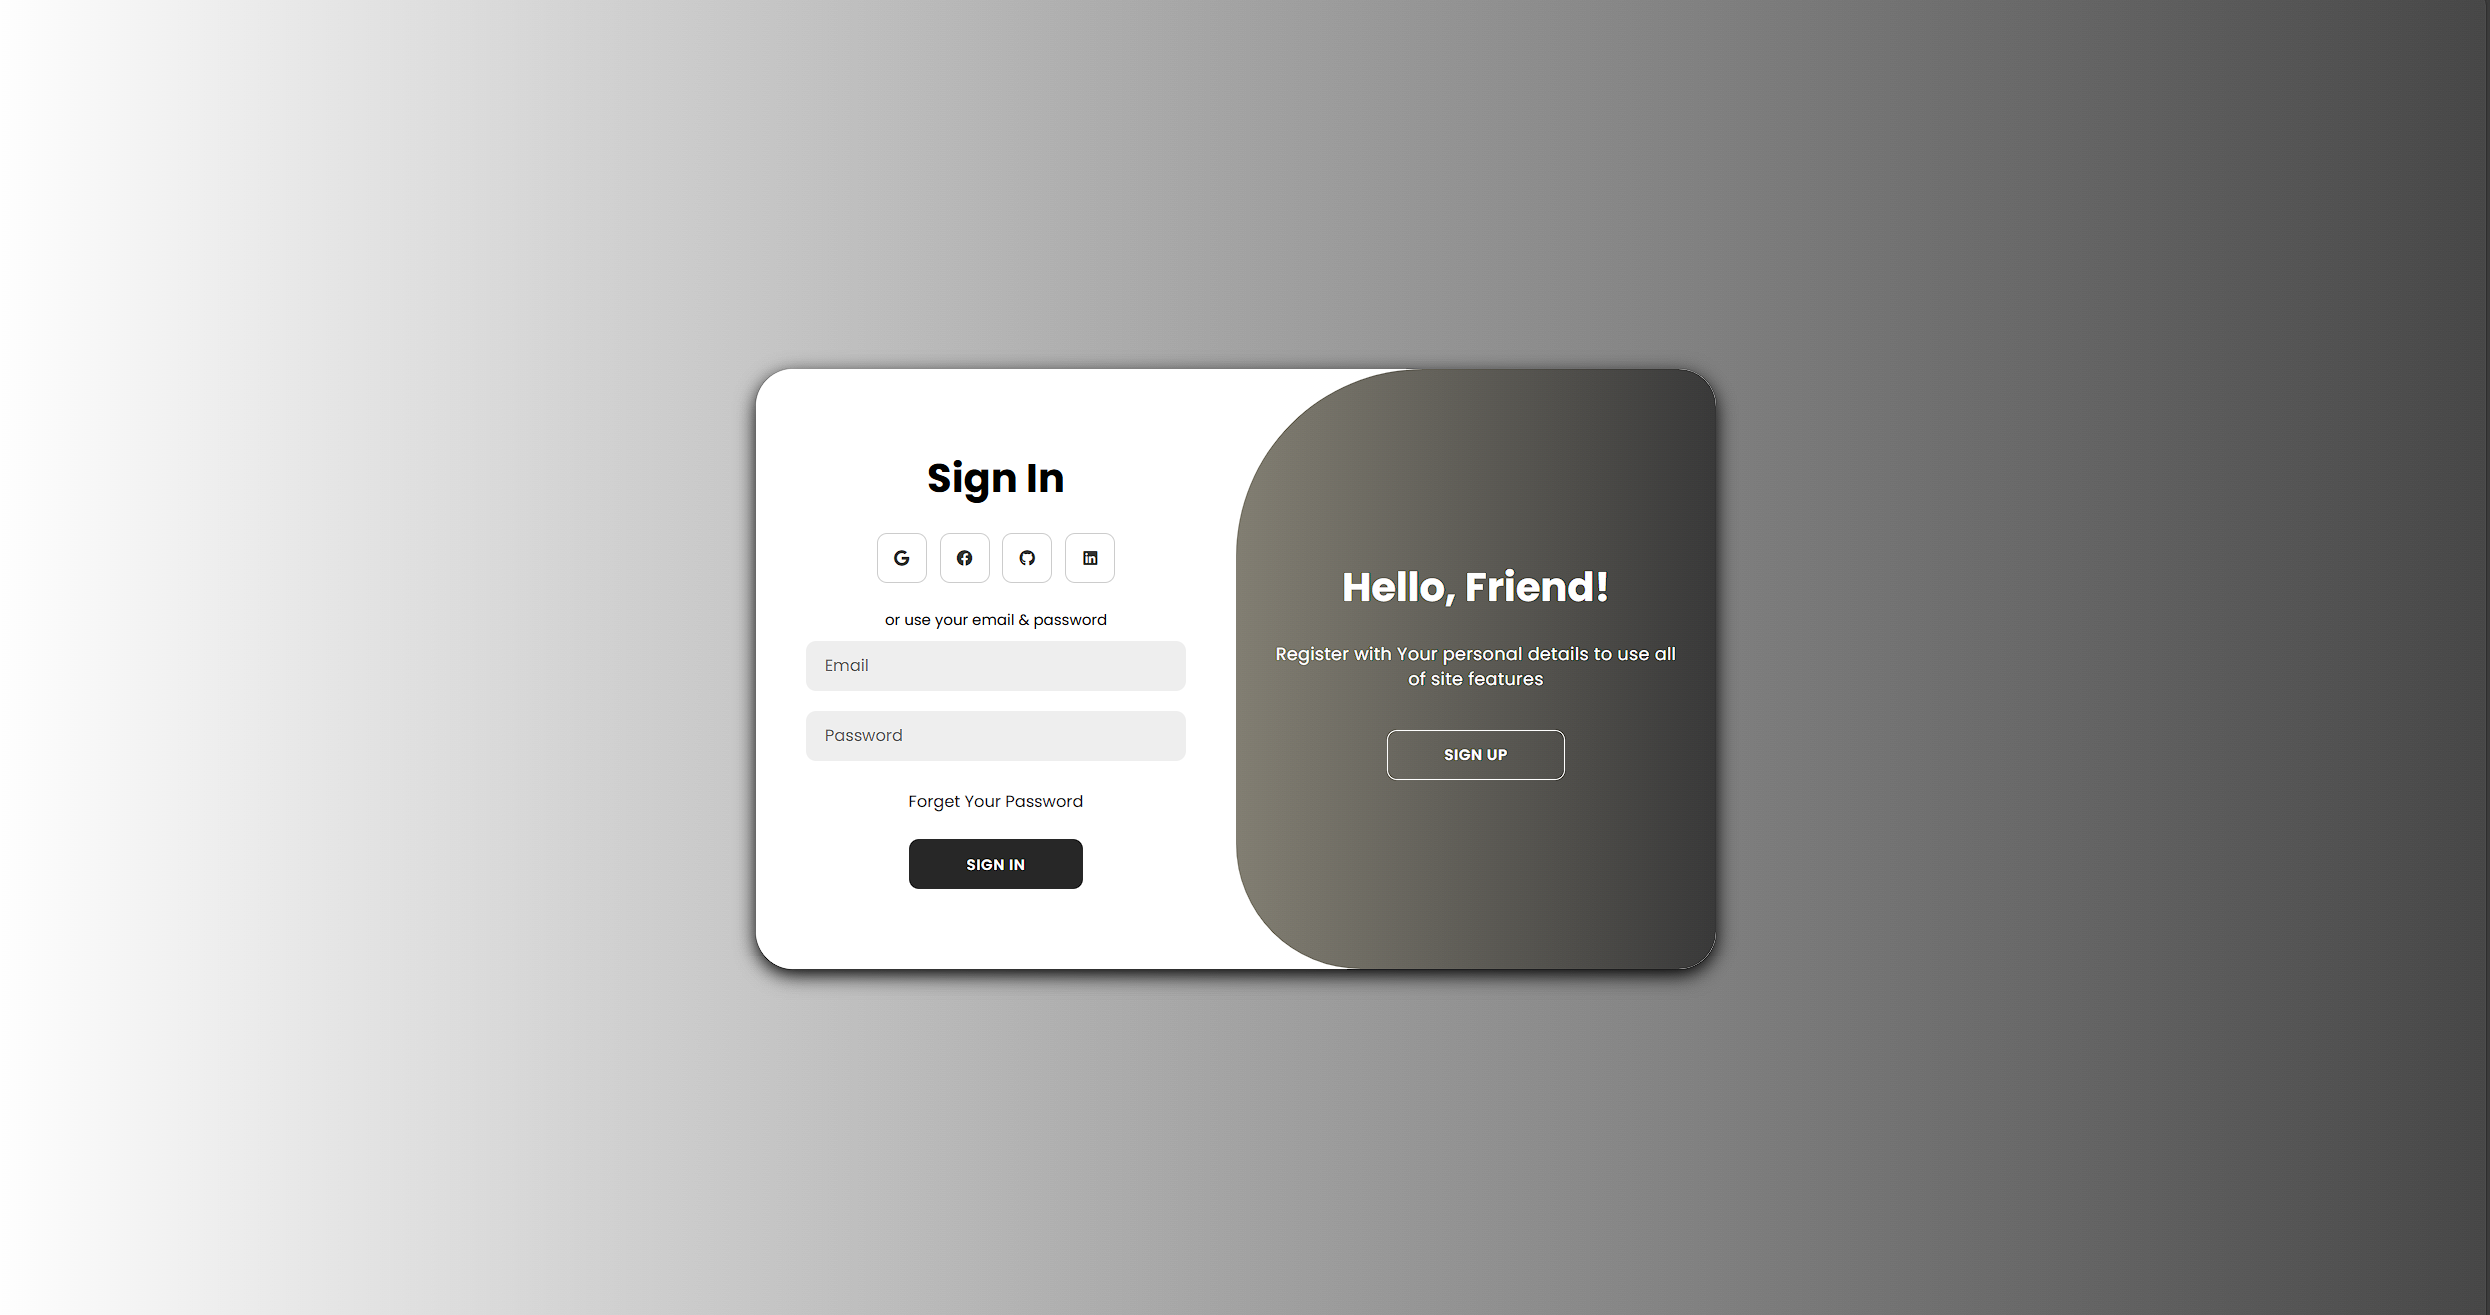 Sign In
or use your email & password
Email
Password
Forget Your Password
SIGN IN
Hello, Friend!
Register with Your personal details to use all
of site features
SIGN UP